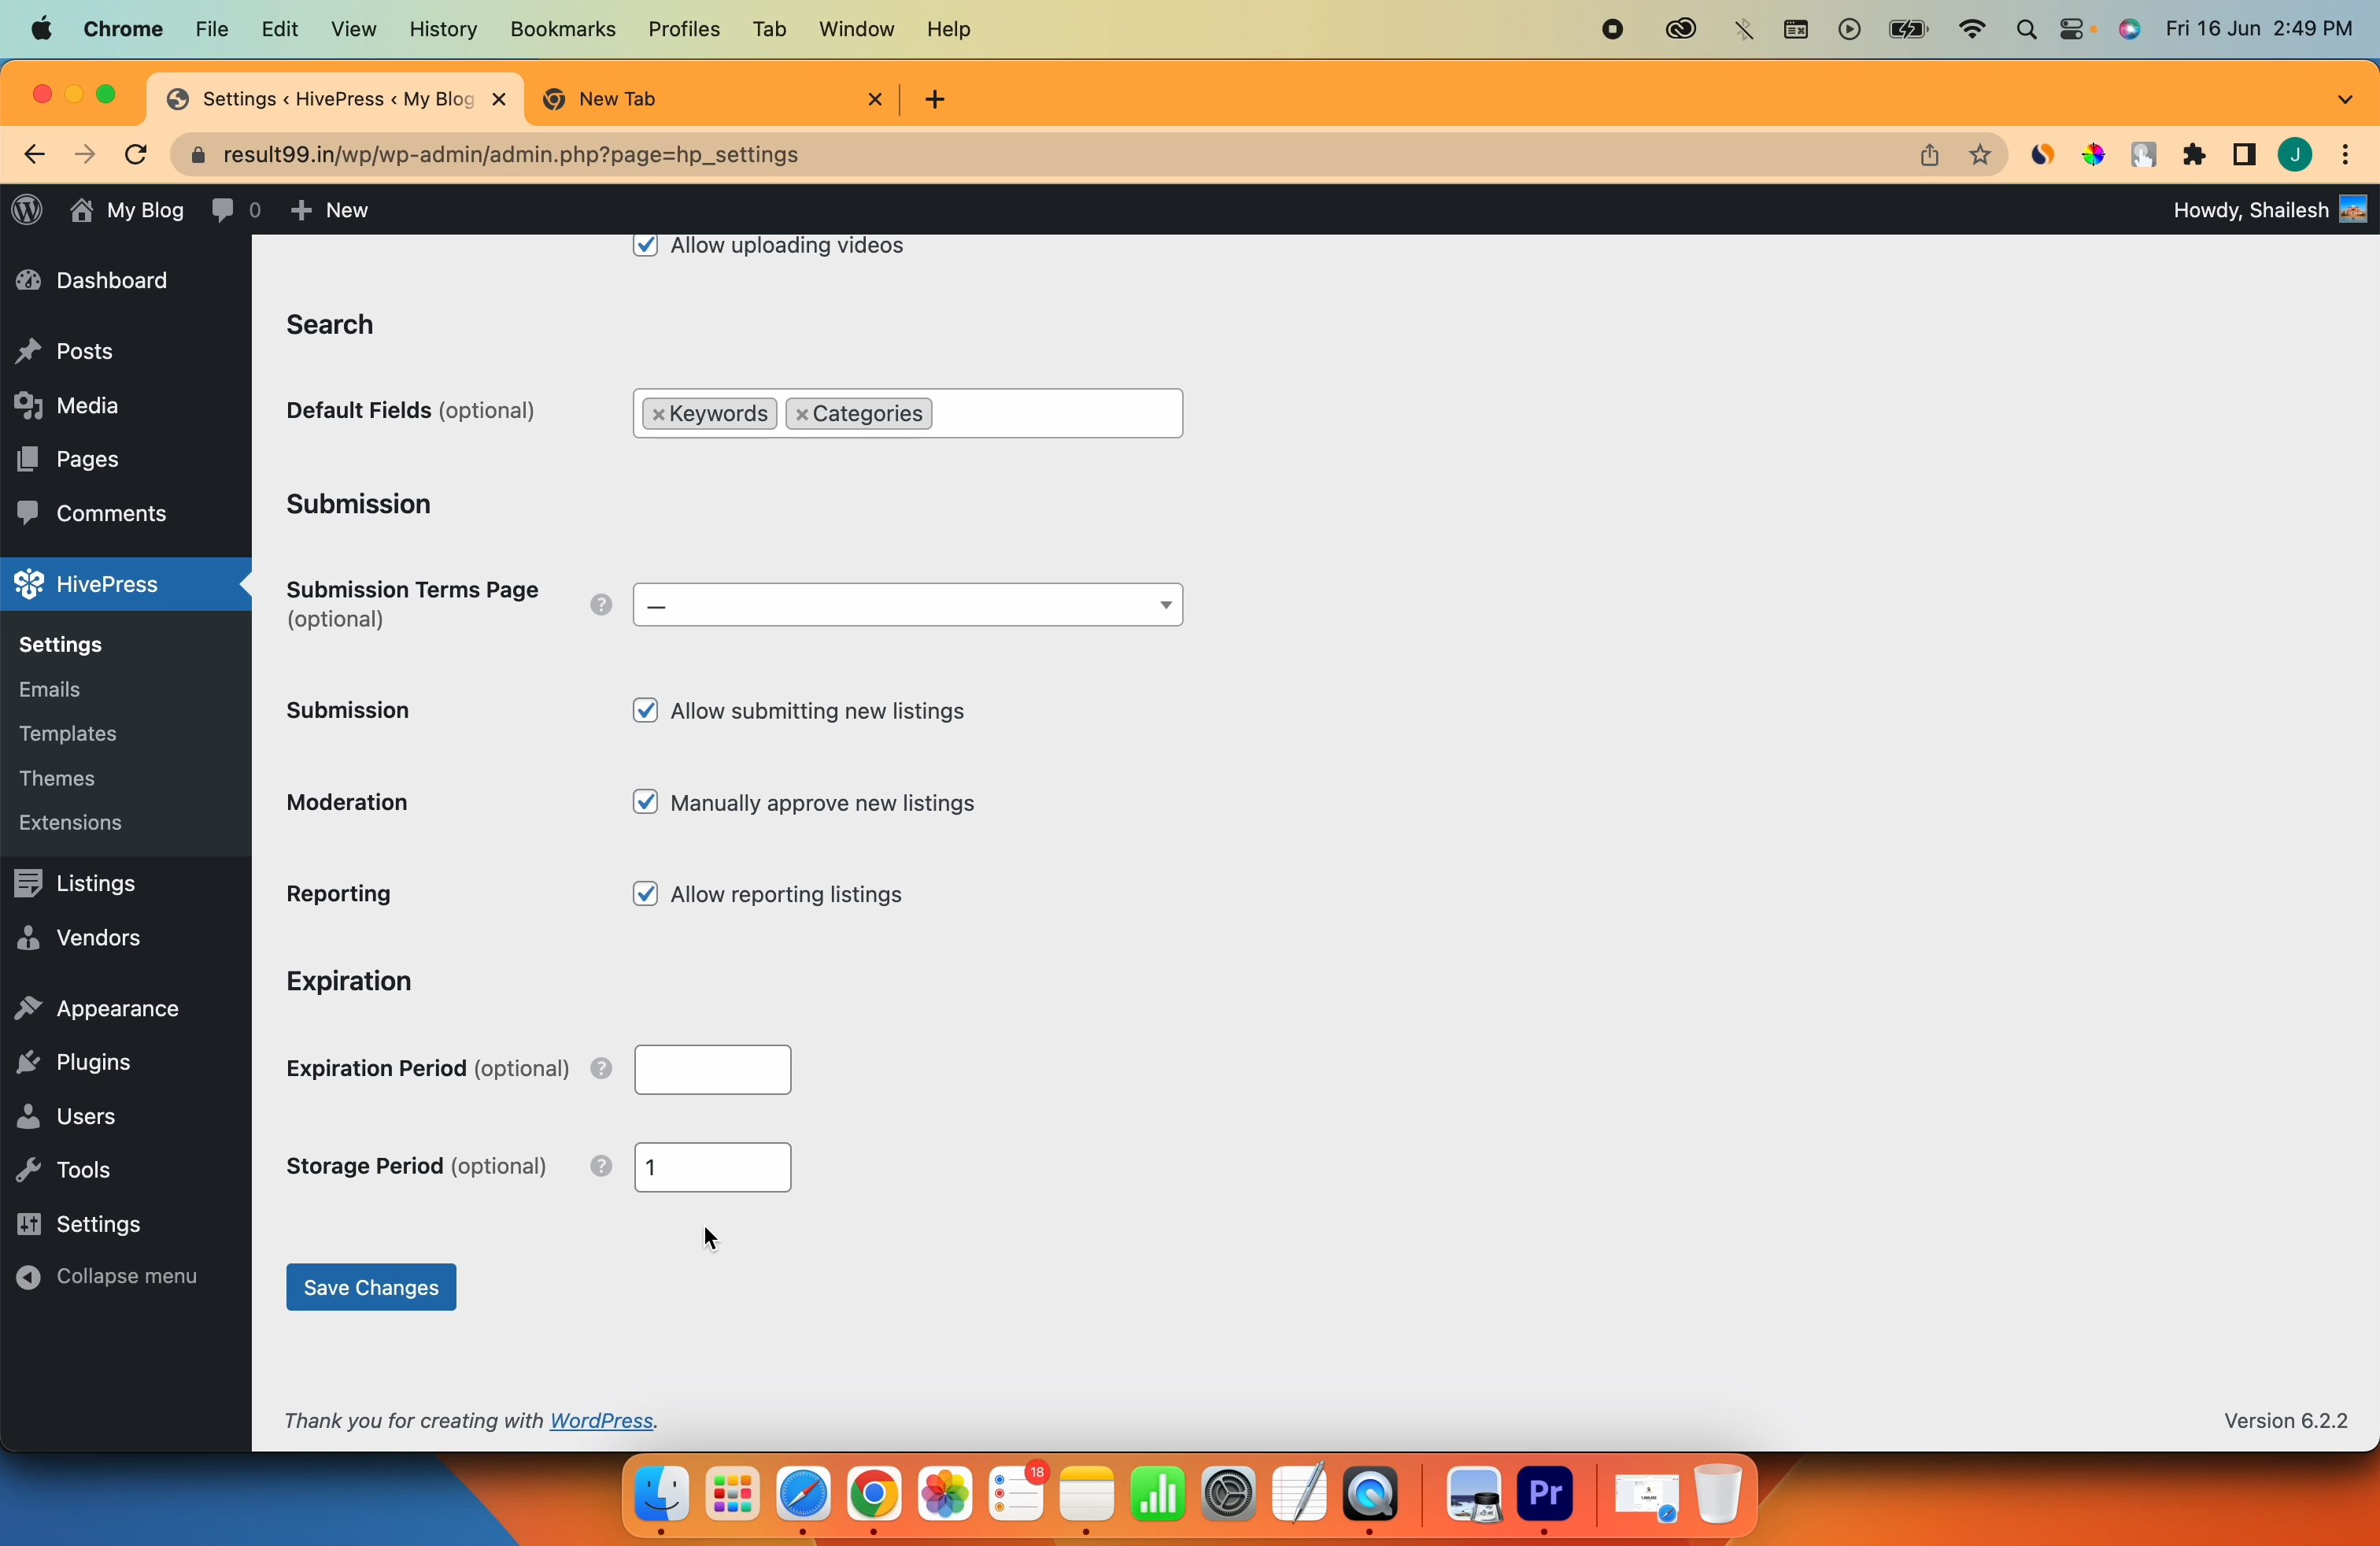 Chrome File Edit View History Bookmarks Profiles Tab Window Help Fri 16 Jun 2:49 PM
Settings ‹ HivePress ‹ My Blog New Tab
result99.in/wp/wp-admin/admin.php?page=hp_settings J
My Blog 0 New Howdy, Shailesh
Dashboard
Posts
Media
Pages
Comments
HivePress
Settings
Emails
Templates
Themes
Extensions
Listings
Vendors
Appearance
Plugins
Users
Tools
Settings
Collapse menu
Allow uploading videos
Search
Default Fields (optional) ×Keywords ×Categories
Submission
Submission Terms Page
(optional) ? —
Submission Allow submitting new listings
Moderation Manually approve new listings
Reporting Allow reporting listings
Expiration
Expiration Period (optional) ?
Storage Period (optional) ? 1
Save Changes
Thank you for creating with WordPress. Version 6.2.2
18
Pr